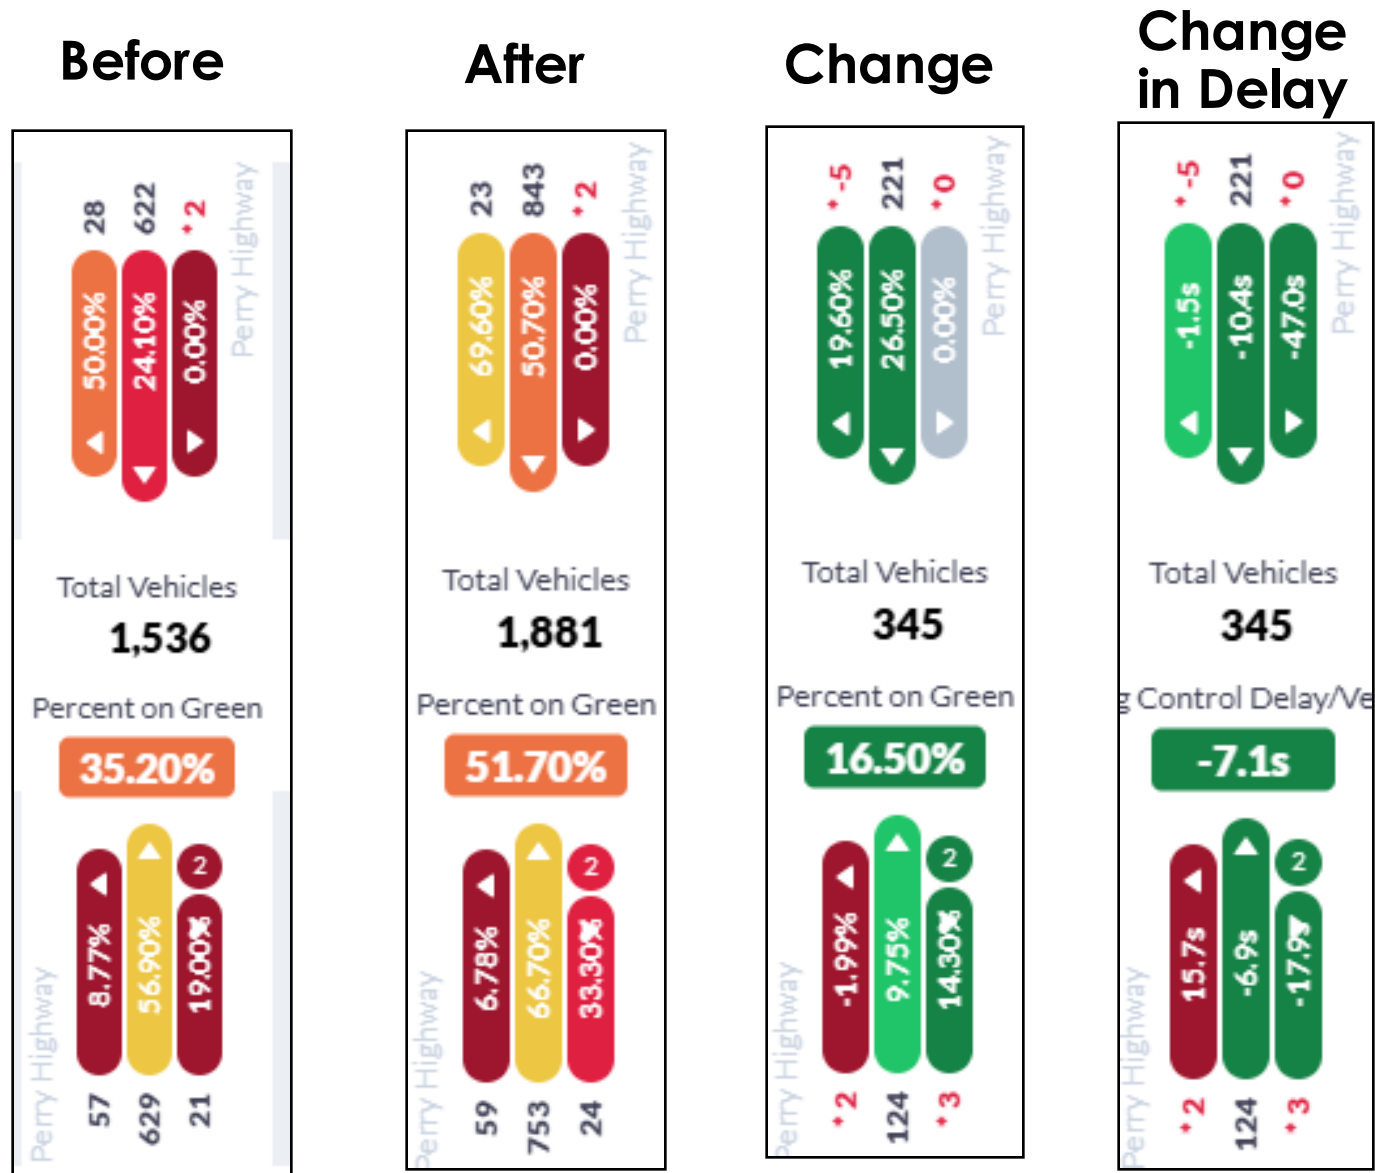 Before
28
622
* 2
50.00%
24.10%
0.00%
Perry Highway
Total Vehicles
1,536
Percent on Green
35.20%
2
8.77%
56.90%
19.00%
Perry Highway
57
629
21
After
23
843
* 2
69.60%
50.70%
0.00%
Perry Highway
Total Vehicles
1,881
Percent on Green
51.70%
2
6.78%
66.70%
33.30%
Perry Highway
59
753
24
Change
* -5
221
* 0
19.60%
26.50%
0.00%
Perry Highway
Total Vehicles
345
Percent on Green
16.50%
2
-1.99%
9.75%
14.30%
Perry Highway
* 2
124
* 3
Change
in Delay
* -5
221
* 0
-1.5s
-10.4s
-47.0s
Perry Highway
Total Vehicles
345
g Control Delay/Ve
-7.1s
2
15.7s
-6.9s
-17.9s
Perry Highway
* 2
124
* 3